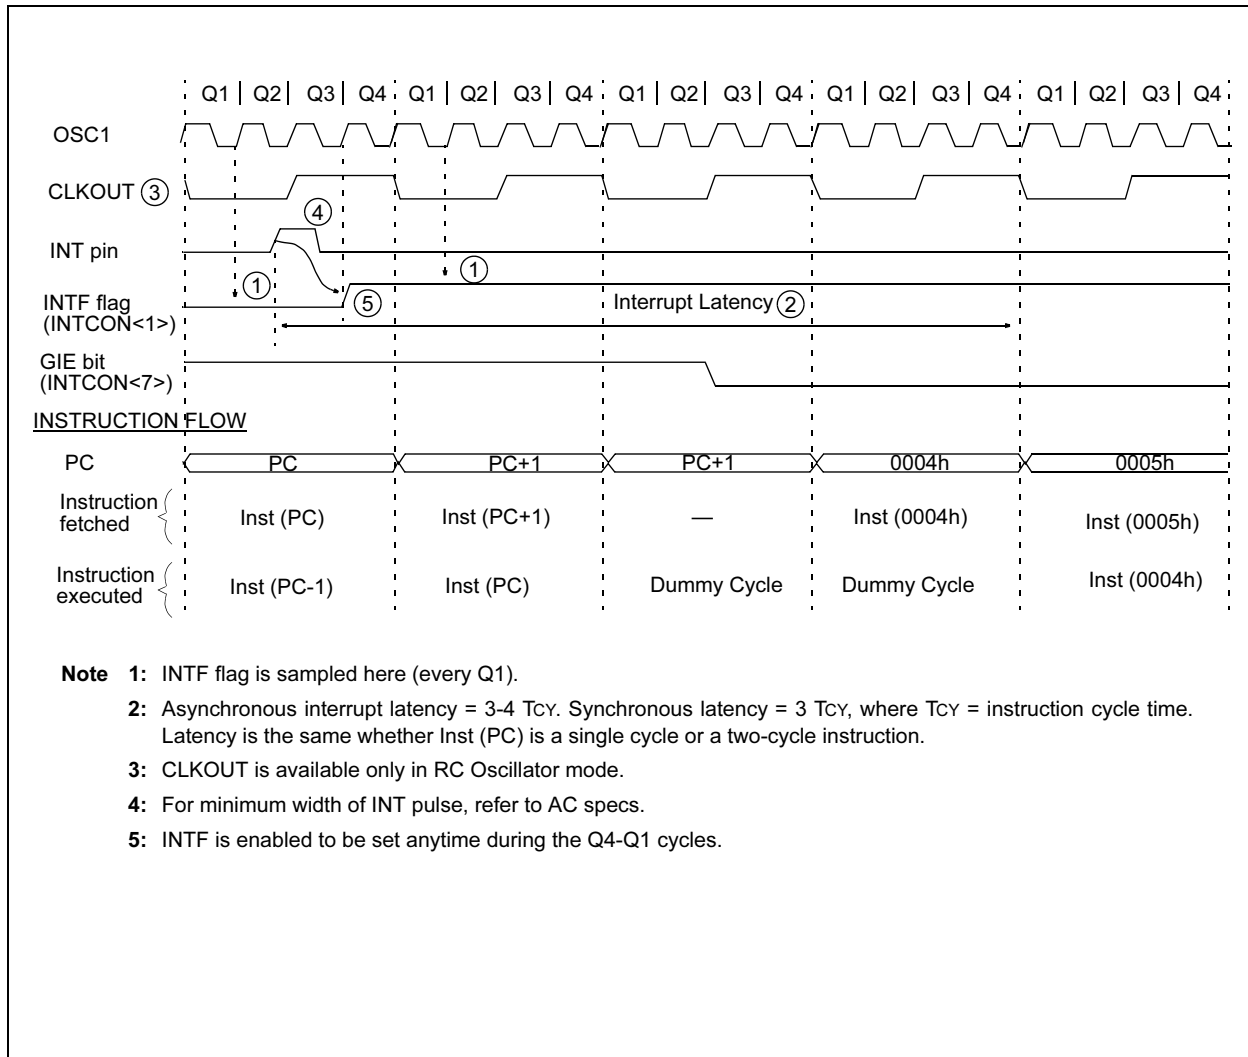 Q1 | Q2 | Q3 | Q4 Q1 | Q2 | Q3 | Q4 Q1 | Q2 | Q3 | Q4 Q1 | Q2 | Q3 | Q4 Q1 | Q2 | Q3 | Q4
OSC1
CLKOUT 3
4
INT pin
1 1
INTF flag 5 Interrupt Latency 2
(INTCON<1>)
GIE bit
(INTCON<7>)
INSTRUCTION FLOW
PC PC PC+1 PC+1 0004h 0005h
Instruction
fetched Inst (PC) Inst (PC+1) — Inst (0004h) Inst (0005h)
Instruction
executed Inst (PC-1) Inst (PC) Dummy Cycle Dummy Cycle Inst (0004h)
Note 1: INTF flag is sampled here (every Q1).
2: Asynchronous interrupt latency = 3-4 TCY. Synchronous latency = 3 TCY, where TCY = instruction cycle time.
Latency is the same whether Inst (PC) is a single cycle or a two-cycle instruction.
3: CLKOUT is available only in RC Oscillator mode.
4: For minimum width of INT pulse, refer to AC specs.
5: INTF is enabled to be set anytime during the Q4-Q1 cycles.